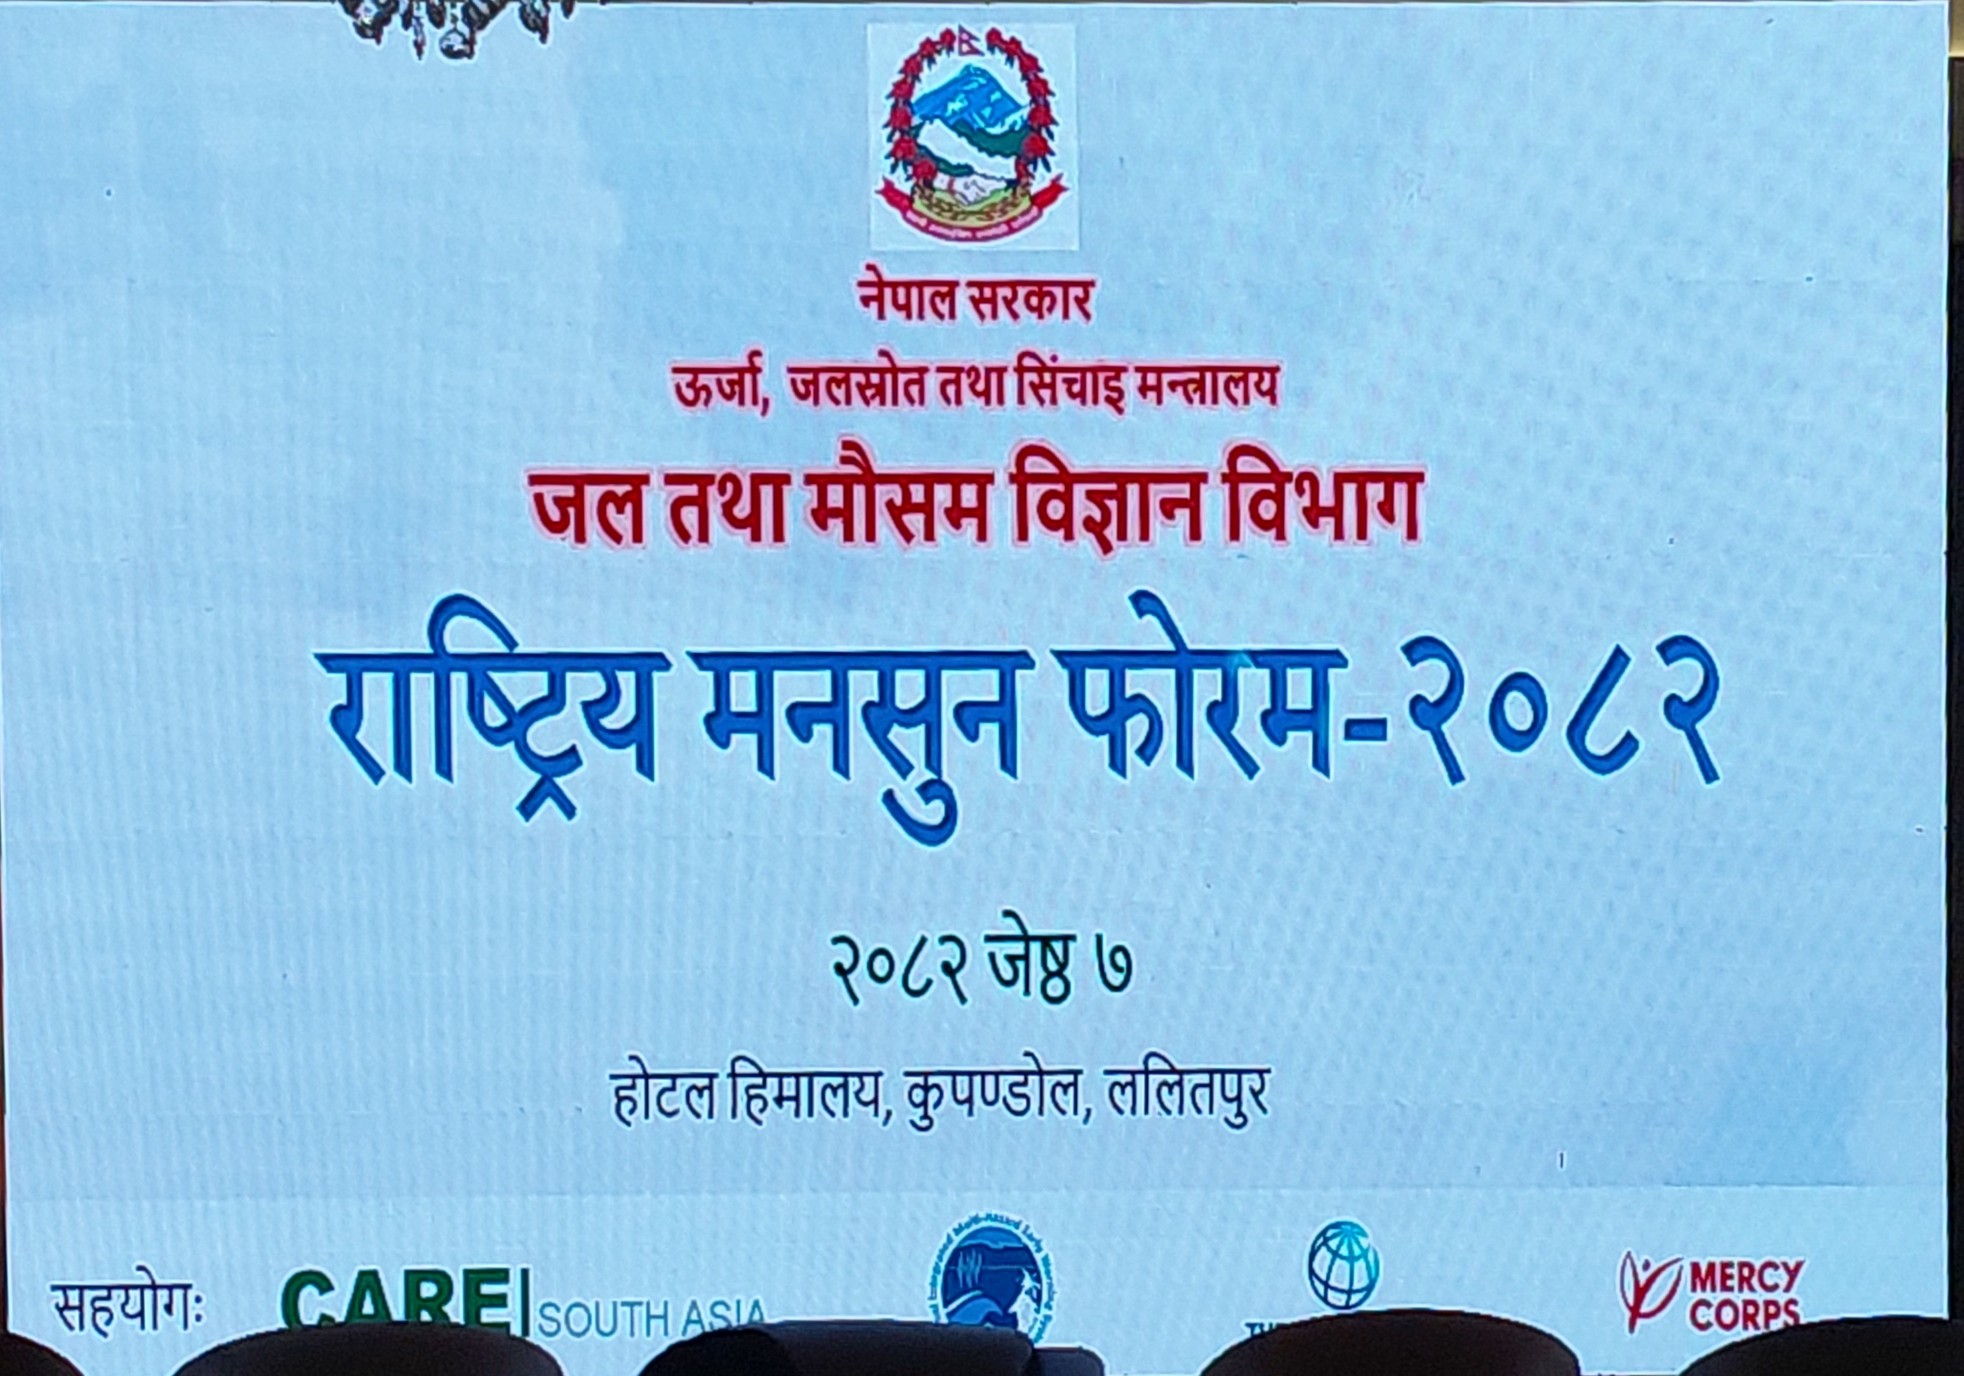 नेपाल सरकार
ऊर्जा, जलस्रोत तथा सिंचाइ मन्त्रालय
जल तथा मौसम विज्ञान विभाग
राष्ट्रिय मनसुन फोरम-२०८२
२०८२ जेष्ठ ७
होटल हिमालय, कुपण्डोल, ललितपुर
सहयोगः
CARE | SOUTH ASIA
MERCY
CORPS